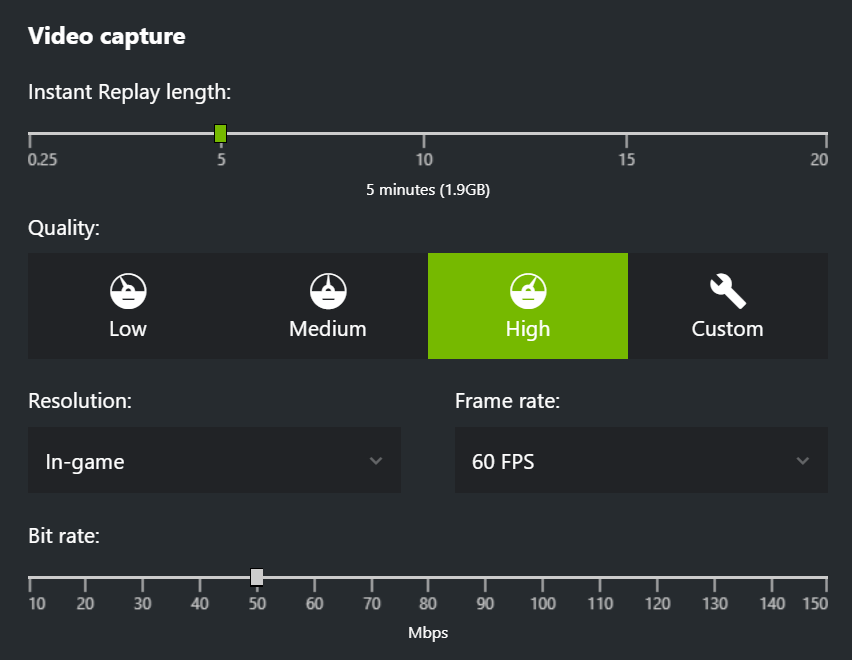 Video capture
Instant Replay length:
0.25 5 10 15 20
5 minutes (1.9GB)
Quality:
Low Medium High Custom
Resolution: Frame rate:
In-game 60 FPS
Bit rate:
10 20 30 40 50 60 70 80 90 100 110 120 130 140 150
Mbps